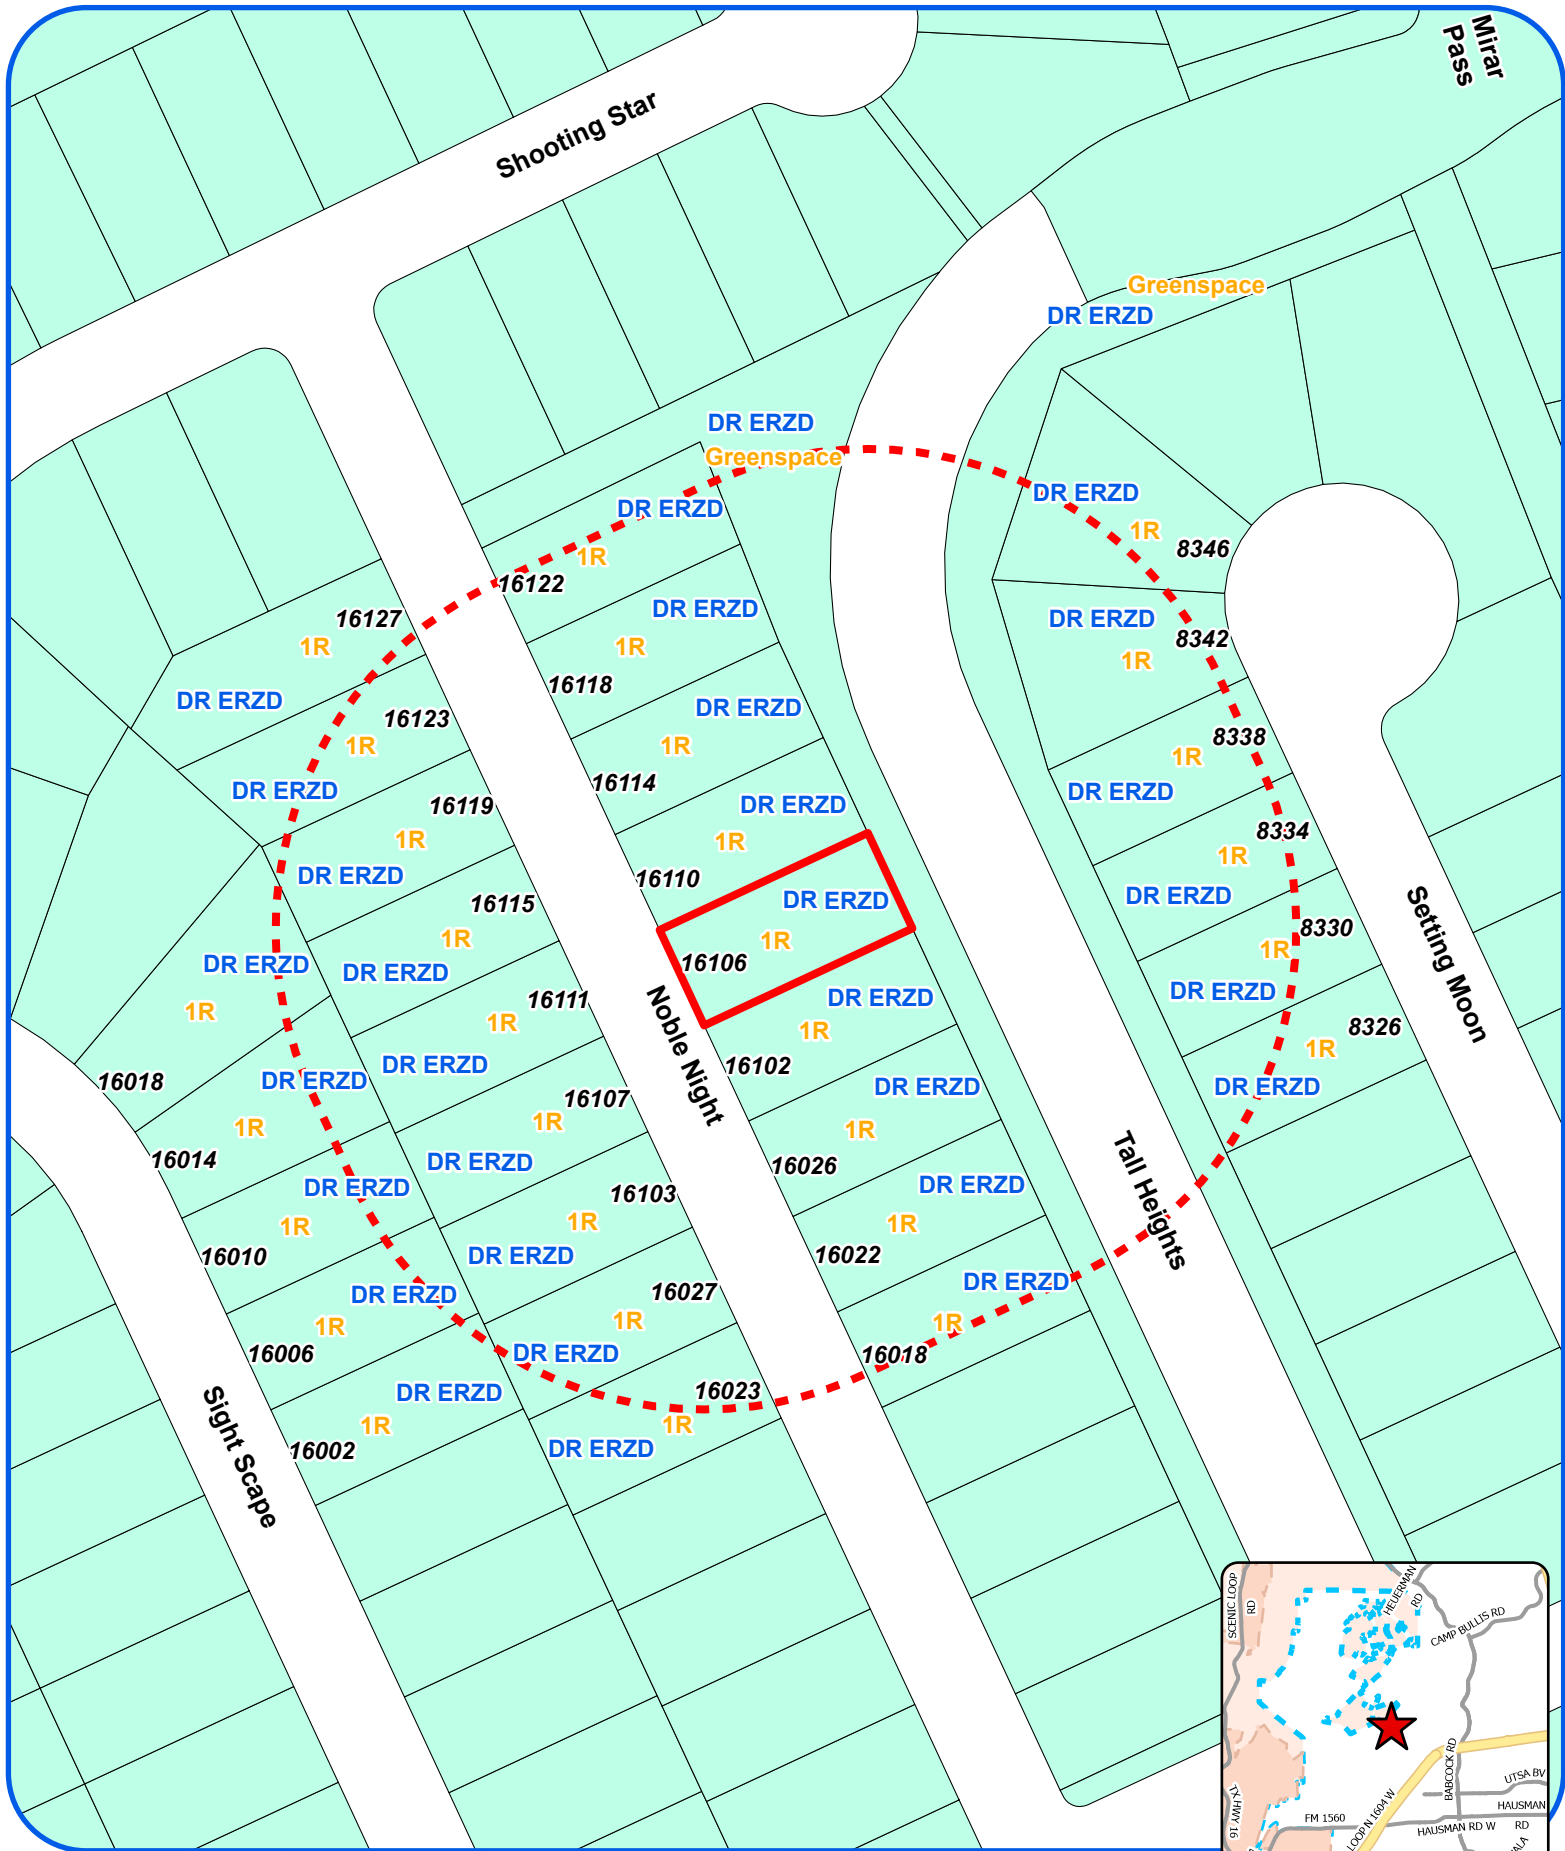 Mirar
Pass
Shooting Star
Greenspace
DR ERZD
DR ERZD
Greenspace
DR ERZD
1R
16122
DR ERZD
1R
8346
16127
1R
DR ERZD
DR ERZD
1R
16118
DR ERZD
1R
8342
16123
1R
DR ERZD
DR ERZD
1R
16114
8338
1R
DR ERZD
16119
1R
DR ERZD
DR ERZD
1R
16110
8334
1R
DR ERZD
16115
1R
DR ERZD
DR ERZD
1R
16106
8330
1R
DR ERZD
DR ERZD
1R
16018
16111
1R
DR ERZD
DR ERZD
1R
16102
8326
1R
DR ERZD
Setting Moon
Noble Night
DR ERZD
1R
16014
16107
1R
DR ERZD
DR ERZD
1R
16026
Tall Heights
DR ERZD
1R
16010
16103
1R
DR ERZD
DR ERZD
1R
16022
DR ERZD
1R
16006
16027
1R
DR ERZD
DR ERZD
1R
16018
DR ERZD
1R
16002
16023
1R
DR ERZD
Sight Scape
SCENIC LOOP
RD
HEUERMAN
RD
CAMP BULLIS RD
BABCOCK RD
UTSA BV
TX HWY 16
FM 1560
LOOP N 1604 W
HAUSMAN
RD
HAUSMAN RD W